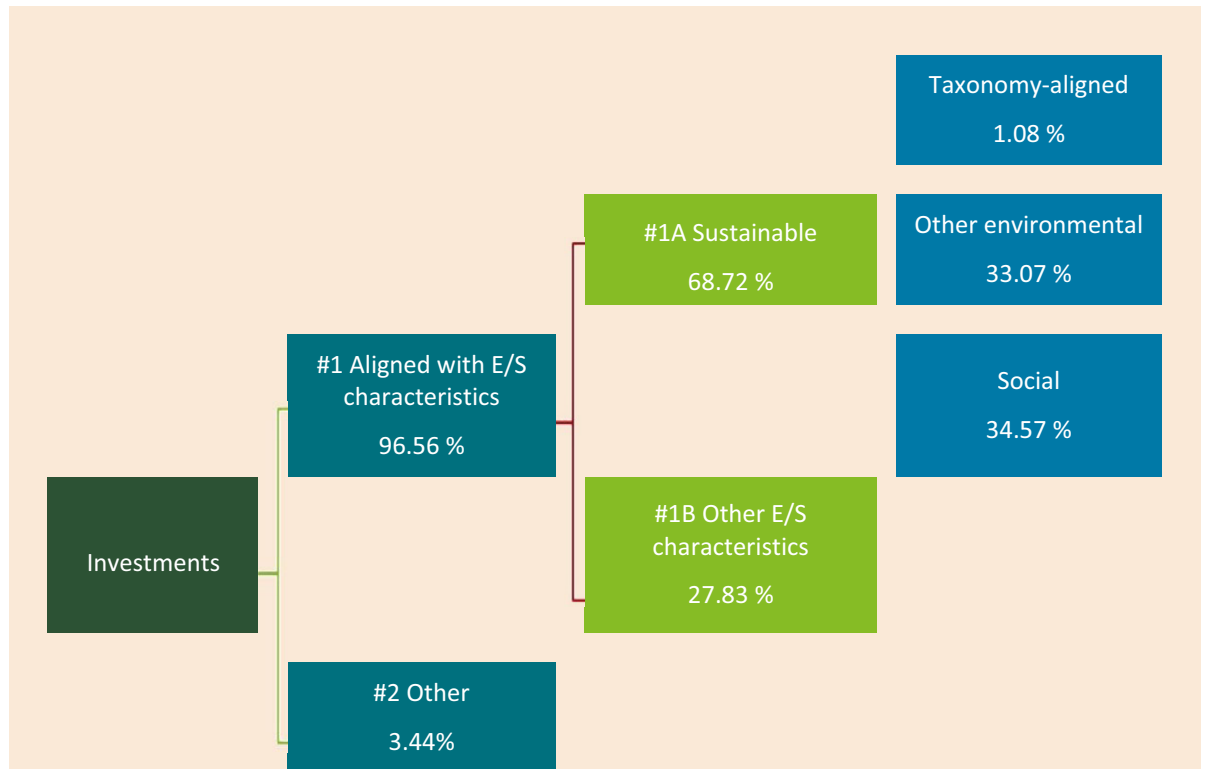 Taxonomy-aligned
1.08 %
#1A Sustainable
68.72 %
Other environmental
33.07 %
#1 Aligned with E/S
characteristics
96.56 %
Social
34.57 %
Investments
#1B Other E/S
characteristics
27.83 %
#2 Other
3.44%